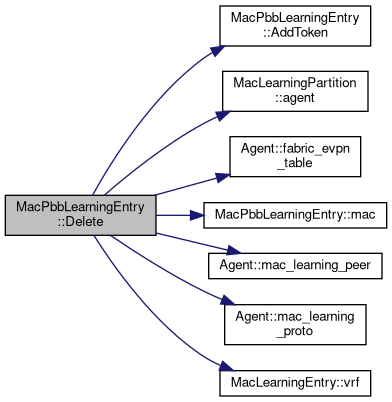 MacPbbLearningEntry
::Delete
MacPbbLearningEntry
::AddToken
MacLearningPartition
::agent
Agent::fabric_evpn
_table
MacPbbLearningEntry::mac
Agent::mac_learning_peer
Agent::mac_learning
_proto
MacLearningEntry::vrf